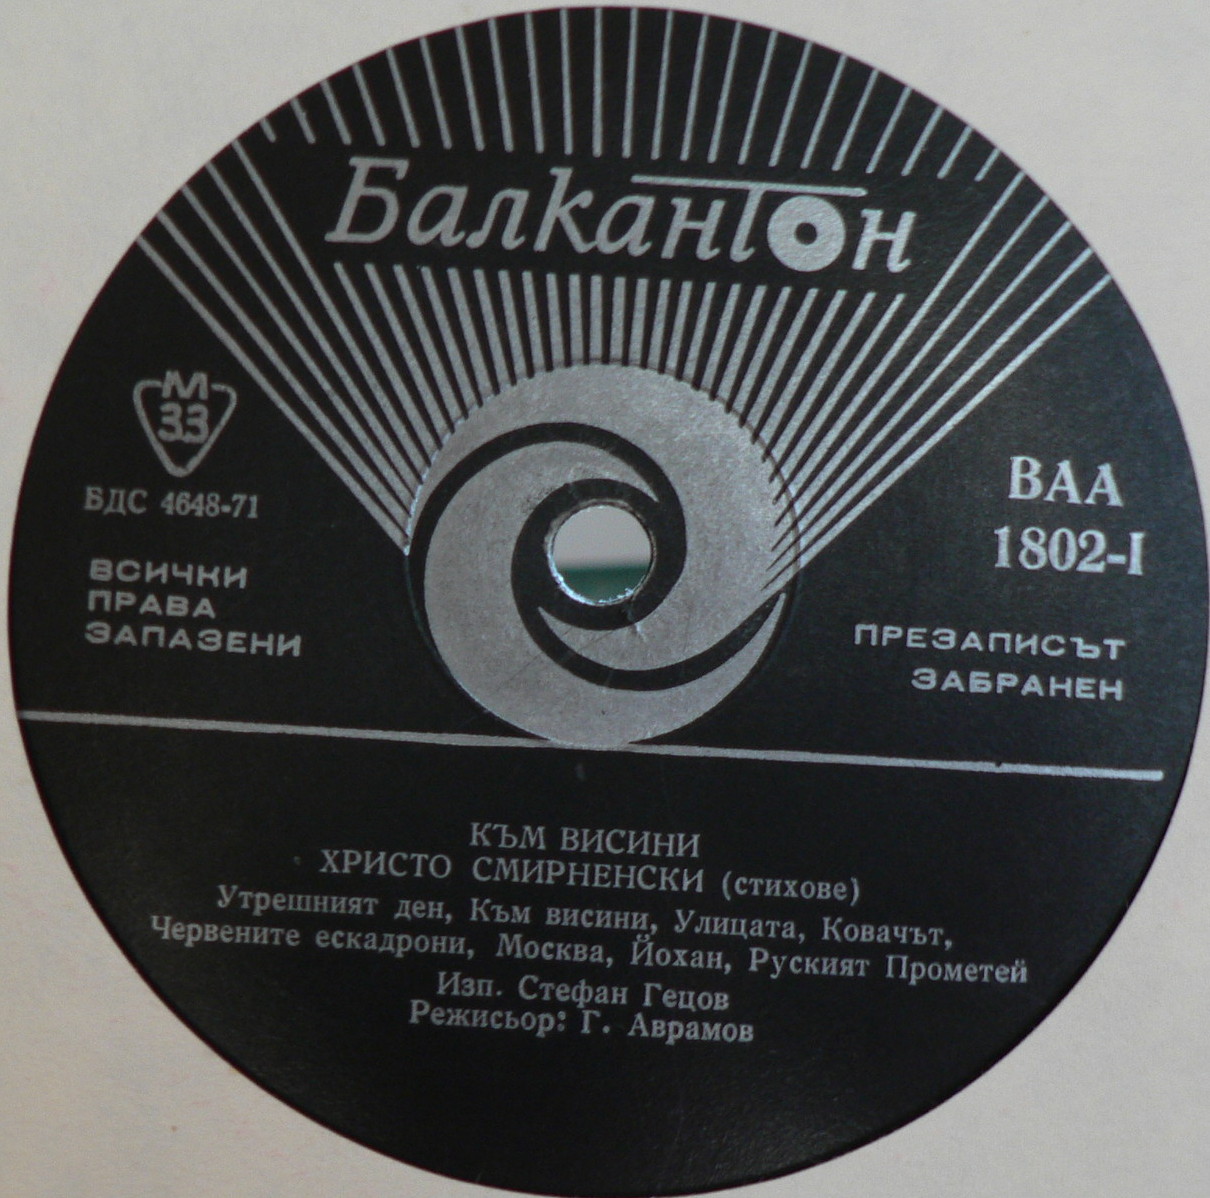 Балкантон
М
33
БДС 4648-71
ВСИЧКИ
ПРАВА
ЗАПАЗЕНИ
ВАА
1802-I
ПРЕЗАПИСЪТ
ЗАБРАНЕН
КЪМ ВИСИНИ
ХРИСТО СМИРНЕНСКИ (стихове)
Утрешният ден, Към висини, Улицата, Ковачът,
Червените ескадрони, Москва, Йохан, Руският Прометей
Изп. Стефан Гецов
Режисьор: Г. Аврамов